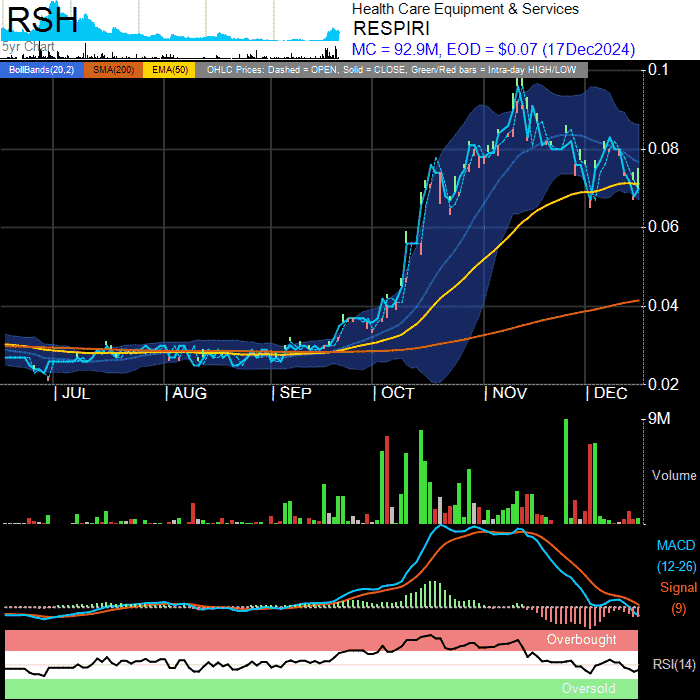 RSH
5yr Chart
Health Care Equipment & Services
RESPIRI
MC = 92.9M, EOD = $0.07 (17Dec2024)
BollBands(20,2) SMA(200) EMA(50) OHLC Prices: Dashed = OPEN, Solid = CLOSE, Green/Red bars = Intra-day HIGH/LOW
0.1
0.08
0.06
0.04
0.02
JUL AUG SEP OCT NOV DEC
9M
Volume
MACD
(12-26)
Signal
(9)
Overbought
RSI(14)
Oversold